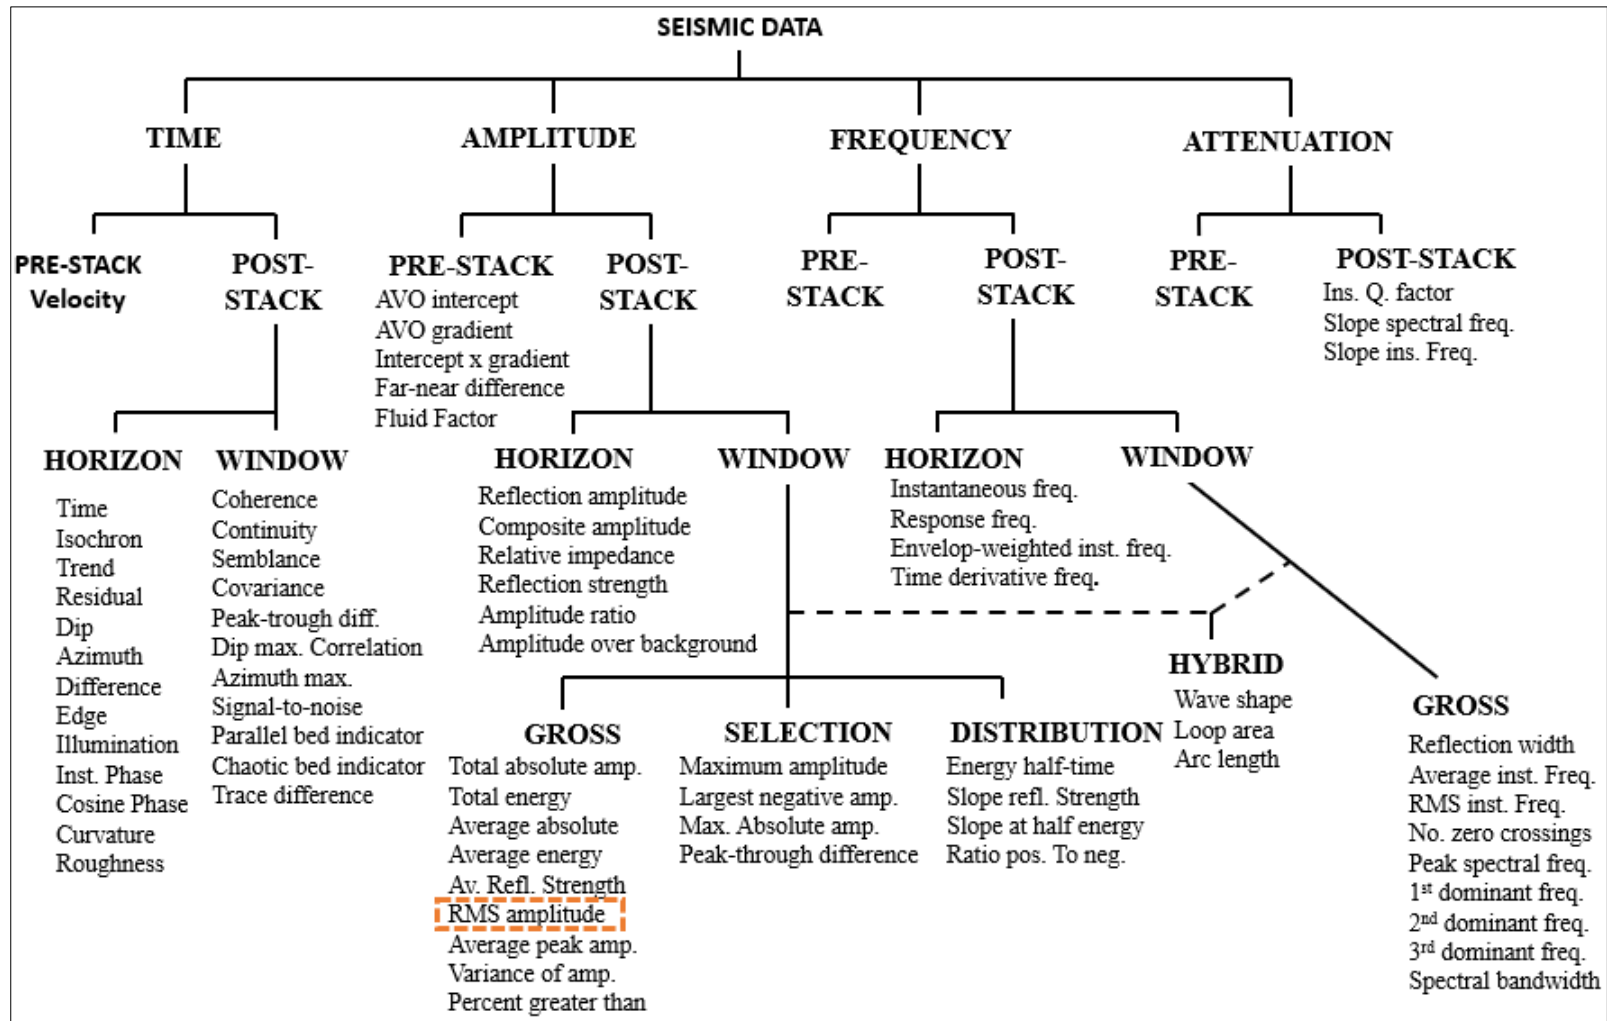 SEISMIC DATA
TIME
AMPLITUDE
FREQUENCY
ATTENUATION
PRE-STACK
Velocity
POST-
STACK
PRE-STACK
AVO intercept
AVO gradient
Intercept x gradient
Far-near difference
Fluid Factor
POST-
STACK
PRE-
STACK
POST-
STACK
PRE-
STACK
POST-STACK
Ins. Q. factor
Slope spectral freq.
Slope ins. Freq.
HORIZON
Time
Isochron
Trend
Residual
Dip
Azimuth
Difference
Edge
Illumination
Inst. Phase
Cosine Phase
Curvature
Roughness
WINDOW
Coherence
Continuity
Semblance
Covariance
Peak-trough diff.
Dip max. Correlation
Azimuth max.
Signal-to-noise
Parallel bed indicator
Chaotic bed indicator
Trace difference
HORIZON
Reflection amplitude
Composite amplitude
Relative impedance
Reflection strength
Amplitude ratio
Amplitude over background
WINDOW
HORIZON
Instantaneous freq.
Response freq.
Envelop-weighted inst. freq.
Time derivative freq.
WINDOW
GROSS
Total absolute amp.
Total energy
Average absolute
Average energy
Av. Refl. Strength
RMS amplitude
Average peak amp.
Variance of amp.
Percent greater than
SELECTION
Maximum amplitude
Largest negative amp.
Max. Absolute amp.
Peak-through difference
DISTRIBUTION
Energy half-time
Slope refl. Strength
Slope at half energy
Ratio pos. To neg.
HYBRID
Wave shape
Loop area
Arc length
GROSS
Reflection width
Average inst. Freq.
RMS inst. Freq.
No. zero crossings
Peak spectral freq.
1st dominant freq.
2nd dominant freq.
3rd dominant freq.
Spectral bandwidth